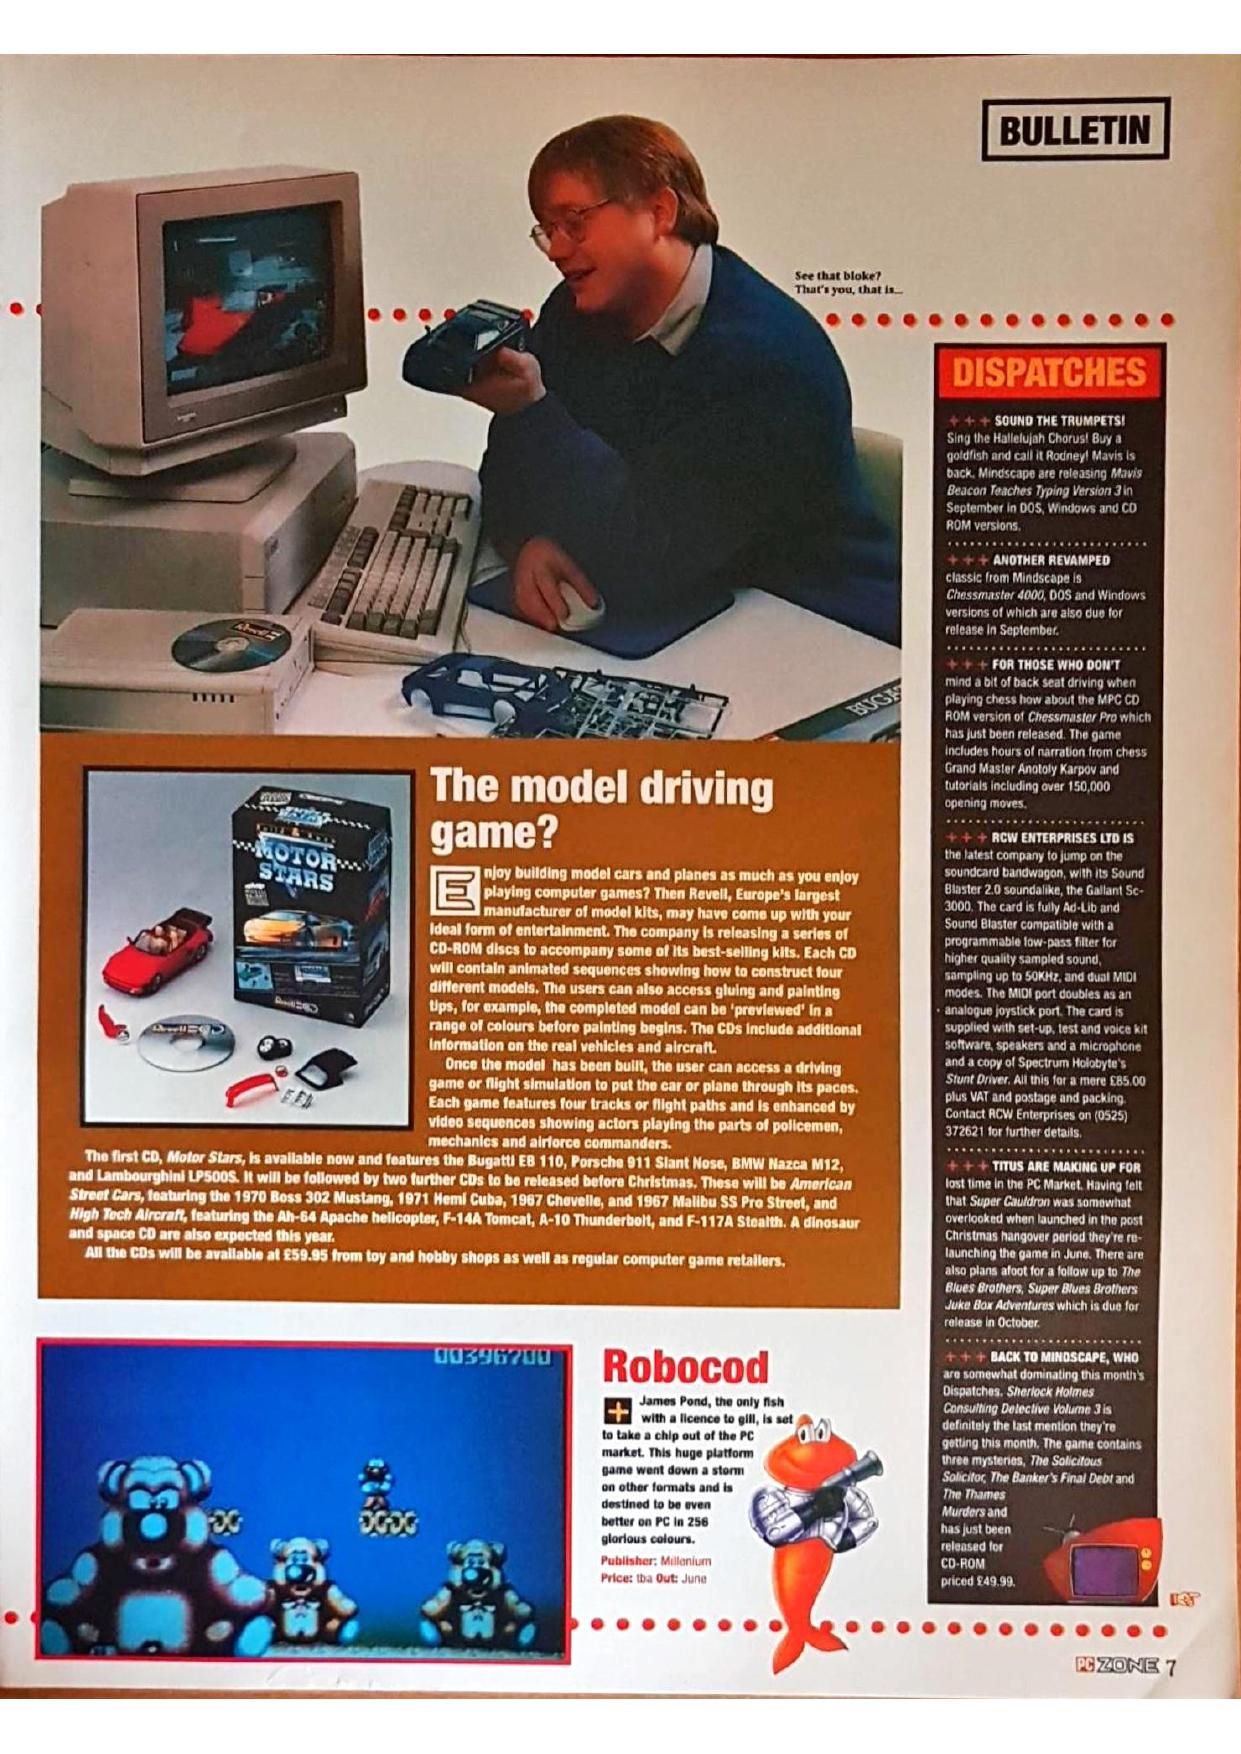 BULLETIN
See that bloke?
That's you, that is...
The model driving
game?
Enjoy building model cars and planes as much as you enjoy
playing computer games? Then Revell, Europe's largest
manufacturer of model kits, may have come up with your
ideal form of entertainment. The company is releasing a series of
CD-ROM discs to accompany some of its best-selling kits. Each CD
will contain animated sequences showing how to construct four
different models. The users can also access gluing and painting
tips, for example, the completed model can be 'previewed' in a
range of colours before painting begins. The CDs include additional
information on the real vehicles and aircraft.
Once the model has been built, the user can access a driving
game or flight simulation to put the car or plane through its paces.
Each game features four tracks or flight paths and is enhanced by
video sequences showing actors playing the parts of policemen,
mechanics and airforce commanders.
The first CD, Motor Stars, is available now and features the Bugatti EB 110, Porsche 911 Slant Nose, BMW Nazca M12,
and Lambourghini LP500S. It will be followed by two further CDs to be released before Christmas. These will be American
Street Cars, featuring the 1970 Boss 302 Mustang, 1971 Hemi Cuba, 1967 Chevelle, and 1967 Malibu SS Pro Street, and
High Tech Aircraft, featuring the Ah-64 Apache helicopter, F-14A Tomcat, A-10 Thunderbolt, and F-117A Stealth. A dinosaur
and space CD are also expected this year.
All the CDs will be available at £59.95 from toy and hobby shops as well as regular computer game retailers.
MOTOR
STARS
Revell
Revell
Revell
BUGA
00396700
Robocod
+ James Pond, the only fish
with a licence to gill, is set
to take a chip out of the PC
market. This huge platform
game went down a storm
on other formats and is
destined to be even
better on PC in 256
glorious colours.
Publisher: Millenium
Price: tba Out: June
DISPATCHES
+ + + SOUND THE TRUMPETS!
Sing the Hallelujah Chorus! Buy a
goldfish and call it Rodney! Mavis is
back. Mindscape are releasing Mavis
Beacon Teaches Typing Version 3 in
September in DOS, Windows and CD
ROM versions.
+ + + ANOTHER REVAMPED
classic from Mindscape is
Chessmaster 4000, DOS and Windows
versions of which are also due for
release in September.
+ + + FOR THOSE WHO DON'T
mind a bit of back seat driving when
playing chess how about the MPC CD
ROM version of Chessmaster Pro which
has just been released. The game
includes hours of narration from chess
Grand Master Anotoly Karpov and
tutorials including over 150,000
opening moves.
+ + + RCW ENTERPRISES LTD IS
the latest company to jump on the
soundcard bandwagon, with its Sound
Blaster 2.0 soundalike, the Gallant Sc-
3000. The card is fully Ad-Lib and
Sound Blaster compatible with a
programmable low-pass filter for
higher quality sampled sound,
sampling up to 50KHz, and dual MIDI
modes. The MIDI port doubles as an
analogue joystick port. The card is
supplied with set-up, test and voice kit
software, speakers and a microphone
and a copy of Spectrum Holobyte's
Stunt Driver. All this for a mere £85.00
plus VAT and postage and packing.
Contact RCW Enterprises on (0525)
372621 for further details.
+ + + TITUS ARE MAKING UP FOR
lost time in the PC Market. Having felt
that Super Cauldron was somewhat
overlooked when launched in the post
Christmas hangover period they're re-
launching the game in June. There are
also plans afoot for a follow up to The
Blues Brothers, Super Blues Brothers
Juke Box Adventures which is due for
release in October.
+ + + BACK TO MINDSCAPE, WHO
are somewhat dominating this month's
Dispatches. Sherlock Holmes
Consulting Detective Volume 3 is
definitely the last mention they're
getting this month. The game contains
three mysteries, The Solicitous
Solicitor, The Banker's Final Debt and
The Thames
Murders and
has just been
released for
CD-ROM
priced £49.99.
PC ZONE 7